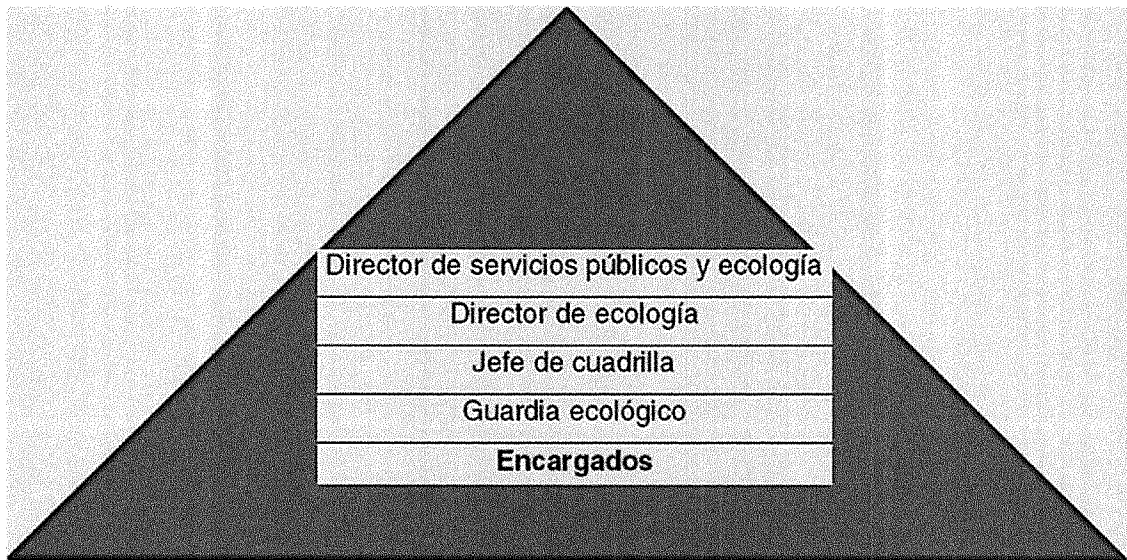 Director de servicios públicos y ecología
Director de ecología
Jefe de cuadrilla
Guardia ecológico
Encargados